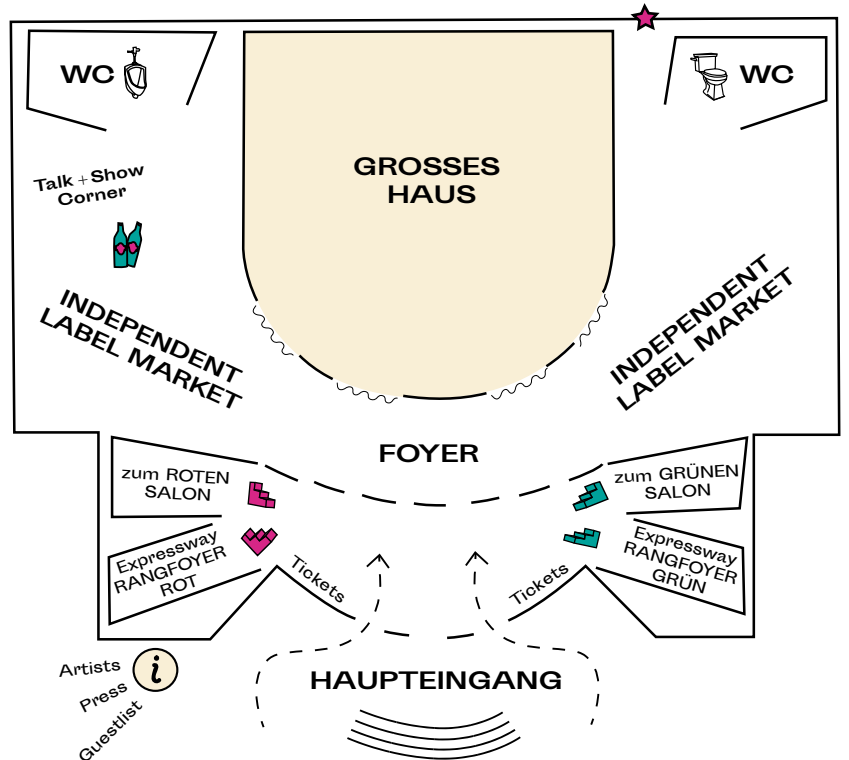 WC
WC
Talk + Show
Corner
GROSSES
HAUS
INDEPENDENT
LABEL MARKET
INDEPENDENT
LABEL MARKET
FOYER
zum ROTEN
SALON
zum GRÜNEN
SALON
Expressway
RANGFOYER
ROT
Expressway
RANGFOYER
GRÜN
Tickets
Tickets
HAUPTEINGANG
i
Artists
Press
Guestlist